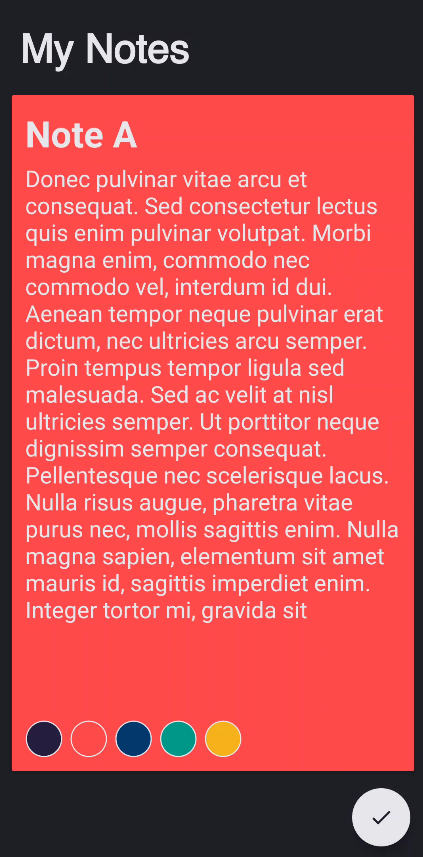 My Notes
Note A
Donec pulvinar vitae arcu et
consequat. Sed consectetur lectus
quis enim pulvinar volutpat. Morbi
magna enim, commodo nec
commodo vel, interdum id dui.
Aenean tempor neque pulvinar erat
dictum, nec ultricies arcu semper.
Proin tempus tempor ligula sed
malesuada. Sed ac velit at nisl
ultricies semper. Ut porttitor neque
dignissim semper consequat.
Pellentesque nec scelerisque lacus.
Nulla risus augue, pharetra vitae
purus nec, mollis sagittis enim. Nulla
magna sapien, elementum sit amet
mauris id, sagittis imperdiet enim.
Integer tortor mi, gravida sit